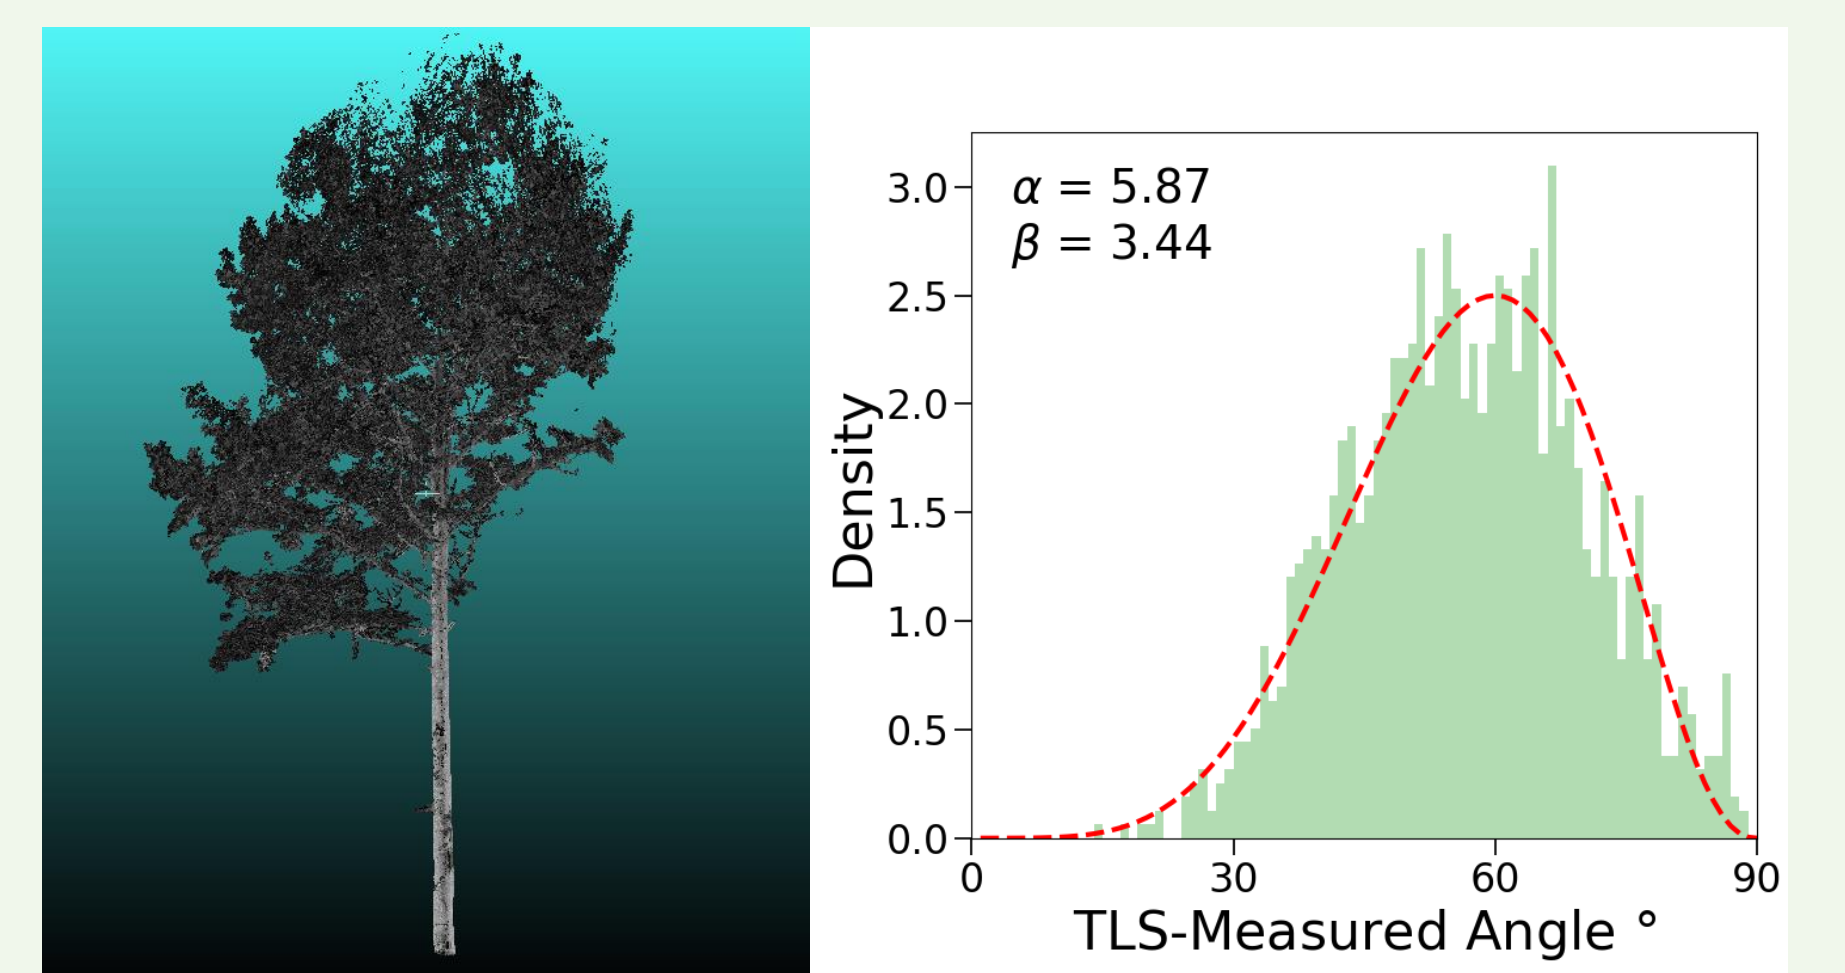 α = 5.87
β = 3.44
Density
3.0
2.5
2.0
1.5
1.0
0.5
0.0
0 30 60 90
TLS-Measured Angle °